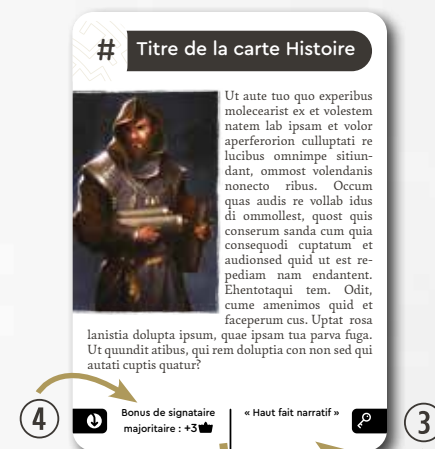 # Titre de la carte Histoire
Ut aute tuo quo experibus
molecearist ex et volestem
natem lab ipsam et volor
aperferorion culluptati re
lucibus omnimpe sitiun-
dant, ommost volendanis
nonecto ribus. Occum
quas audis re vollab idus
di ommollest, quost quis
conserum sanda cum quia
consequodi cuptatum et
audionsed quid ut est re-
pediam nam endantent.
Ehentotaqui tem. Odit,
cume amenimos quid et
faceperum cus. Uptat rosa
lanistia dolupta ipsum, quae ipsam tua parva fuga.
Ut quundit atibus, qui rem doluptia con non sed qui
autati cuptis quatur?
4
Bonus de signataire
majoritaire : +3
« Haut fait narratif »
3